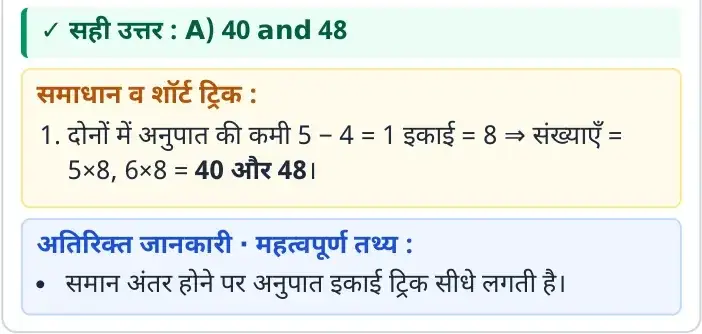 ✓ सही उत्तर : A) 40 and 48
समाधान व शॉर्ट ट्रिक :
1. दोनों में अनुपात की कमी 5 − 4 = 1 इकाई = 8 ⇒ संख्याएँ =
5×8, 6×8 = 40 और 48।
अतिरिक्त जानकारी · महत्वपूर्ण तथ्य :
• समान अंतर होने पर अनुपात इकाई ट्रिक सीधे लगती है।